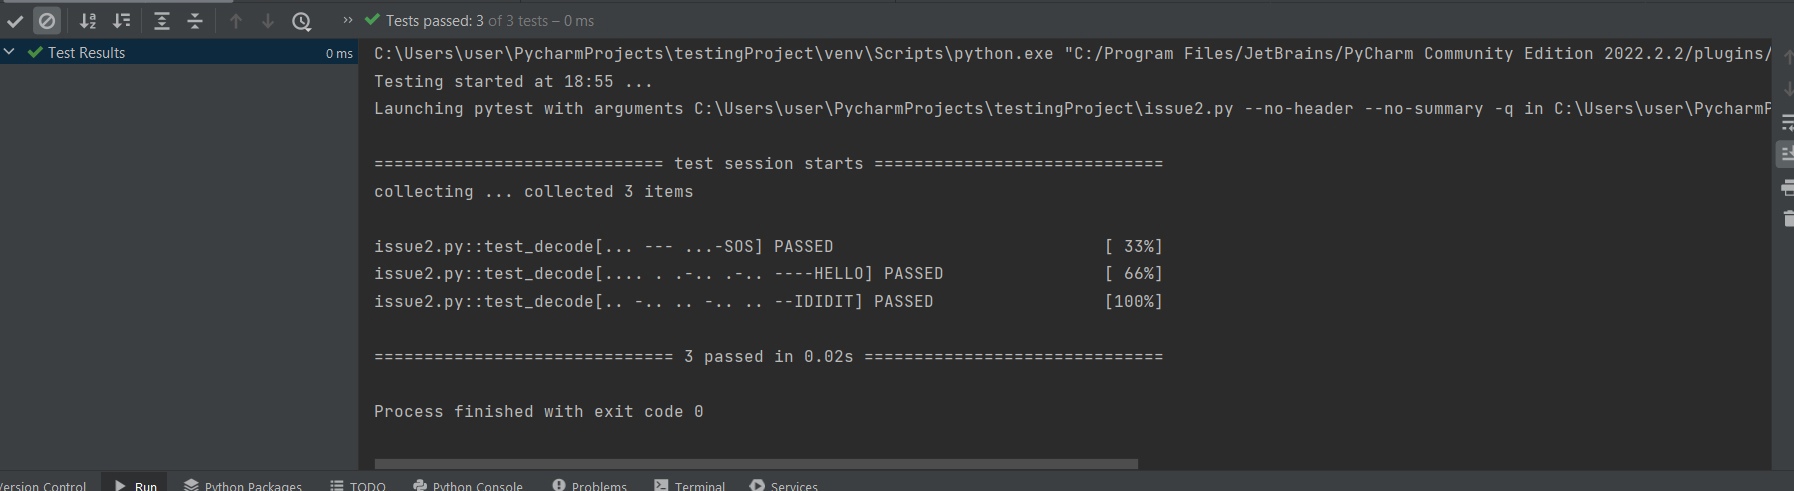 Tests passed: 3 of 3 tests – 0 ms
Test Results 0 ms
C:\Users\user\PycharmProjects\testingProject\venv\Scripts\python.exe "C:/Program Files/JetBrains/PyCharm Community Edition 2022.2.2/plugins/
Testing started at 18:55 ...
Launching pytest with arguments C:\Users\user\PycharmProjects\testingProject\issue2.py --no-header --no-summary -q in C:\Users\user\PycharmP
============================= test session starts =============================
collecting ... collected 3 items
issue2.py::test_decode[... --- ...-SOS] PASSED [ 33%]
issue2.py::test_decode[.... . .-.. .-.. ----HELLO] PASSED [ 66%]
issue2.py::test_decode[.. -.. .. -.. .. --IDIDIT] PASSED [100%]
============================== 3 passed in 0.02s ==============================
Process finished with exit code 0
Version Control Run Python Packages TODO Python Console Problems Terminal Services